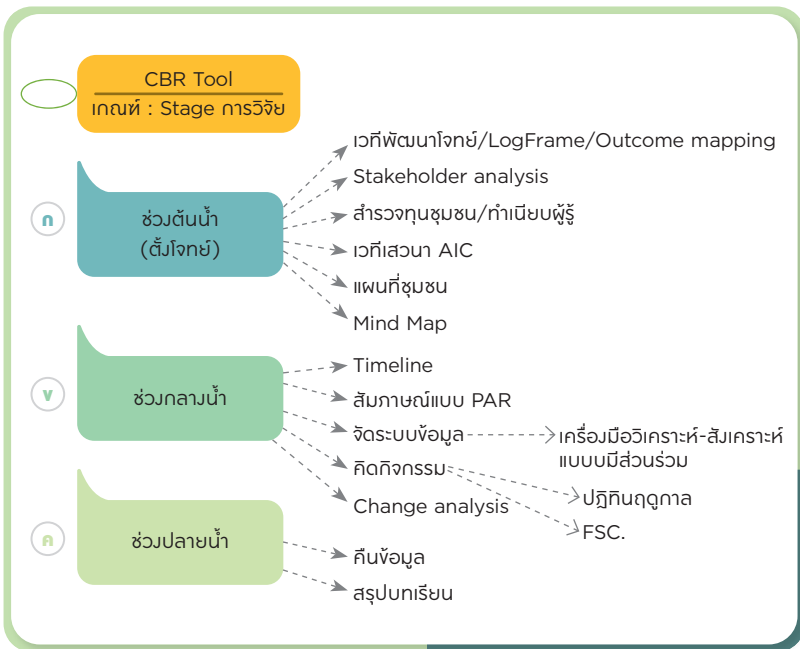 CBR Tool
เกณฑ์ : Stage การวิจัย
ก
ช่วงต้นน้ำ
(ตั้งโจทย์)
เวทีพัฒนาโจทย์/LogFrame/Outcome mapping
Stakeholder analysis
สำรวจทุนชุมชน/ทำเนียบผู้รู้
เวทีเสวนา AIC
แผนที่ชุมชน
Mind Map
ข
ช่วงกลางน้ำ
Timeline
สัมภาษณ์แบบ PAR
จัดระบบข้อมูล
เครื่องมือวิเคราะห์-สังเคราะห์
แบบบมีส่วนร่วม
คิดกิจกรรม
ปฎิทินฤดูกาล
FSC.
Change analysis
ค
ช่วงปลายน้ำ
คืนข้อมูล
สรุปบทเรียน